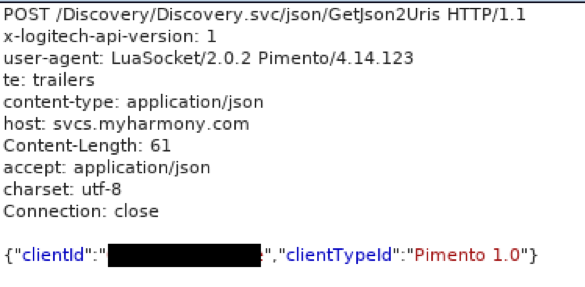 POST /Discovery/Discovery.svc/json/GetJson2Uris HTTP/1.1
x-logitech-api-version: 1
user-agent: LuaSocket/2.0.2 Pimento/4.14.123
te: trailers
content-type: application/json
host: svcs.myharmony.com
Content-Length: 61
accept: application/json
charset: utf-8
Connection: close
{"clientId":"","clientTypeId":"Pimento 1.0"}